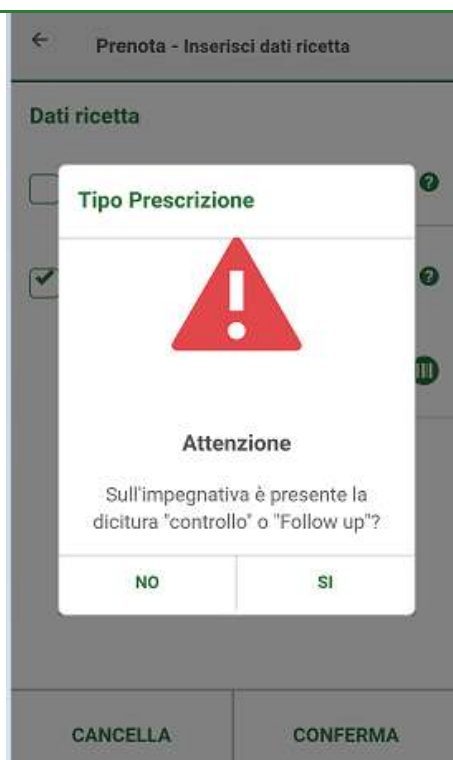 Prenota - Inserisci dati ricetta
Dati ricetta
Tipo Prescrizione
Attenzione
Sull'impegnativa è presente la
dicitura "controllo" o "Follow up"?
NO SI
CANCELLA CONFERMA